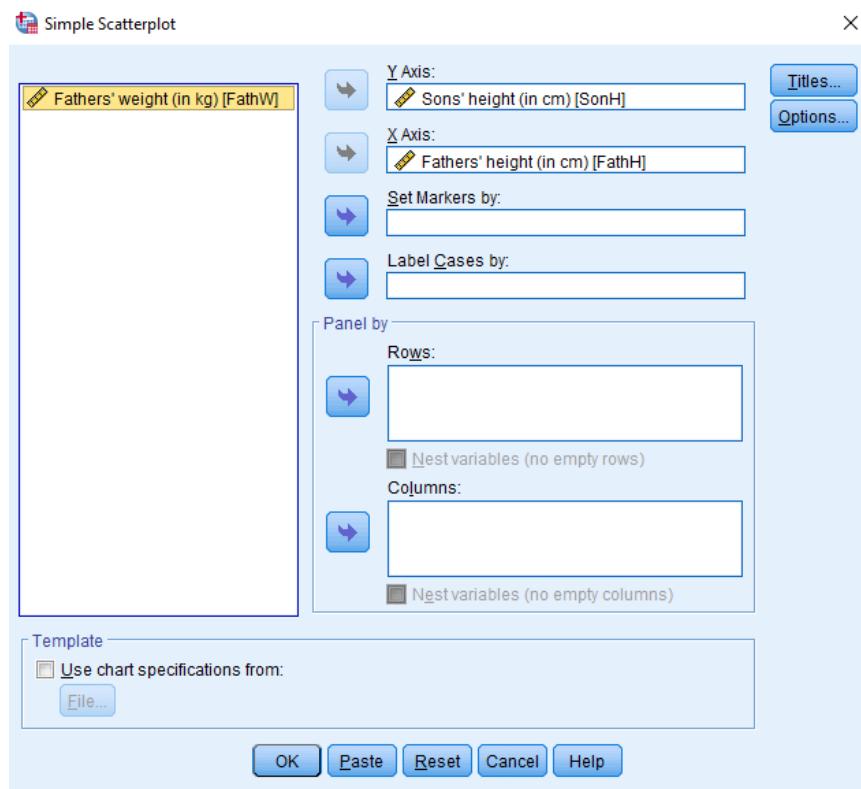 Simple Scatterplot
Fathers' weight (in kg) [FathW]
Y Axis:
Sons' height (in cm) [SonH]
X Axis:
Fathers' height (in cm) [FathH]
Set Markers by:
Label Cases by:
Panel by
Rows:
Nest variables (no empty rows)
Columns:
Nest variables (no empty columns)
Titles...
Options...
Template
Use chart specifications from:
File...
OK Paste Reset Cancel Help